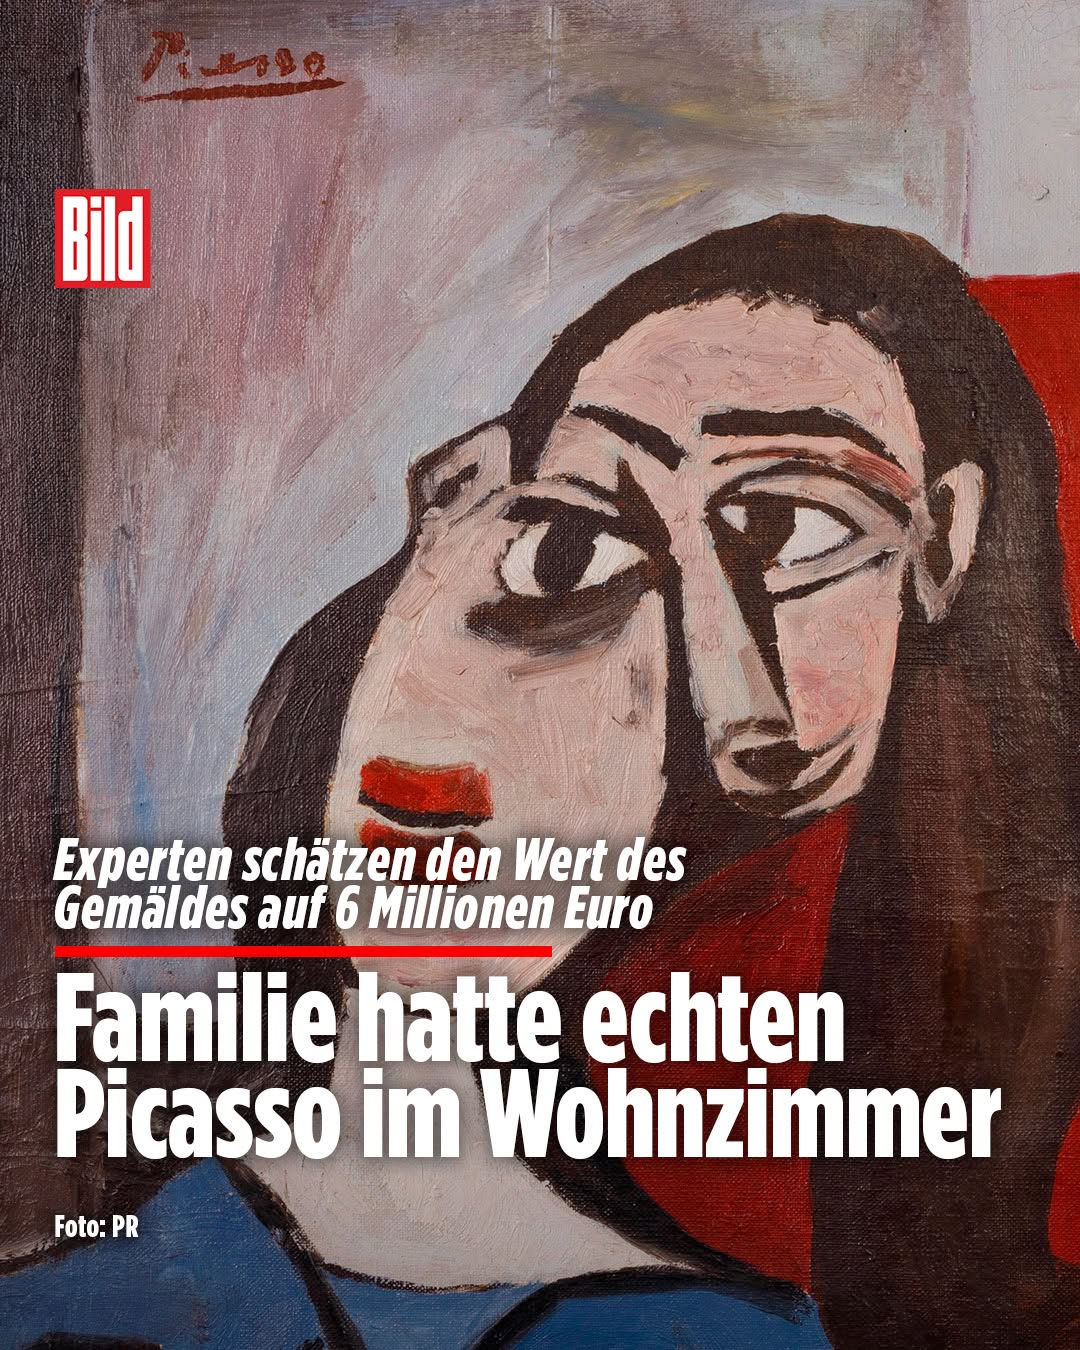 Picasso
Bild
Experten schätzen den Wert des
Gemäldes auf 6 Millionen Euro
Familie hatte echten
Picasso im Wohnzimmer
Foto: PR